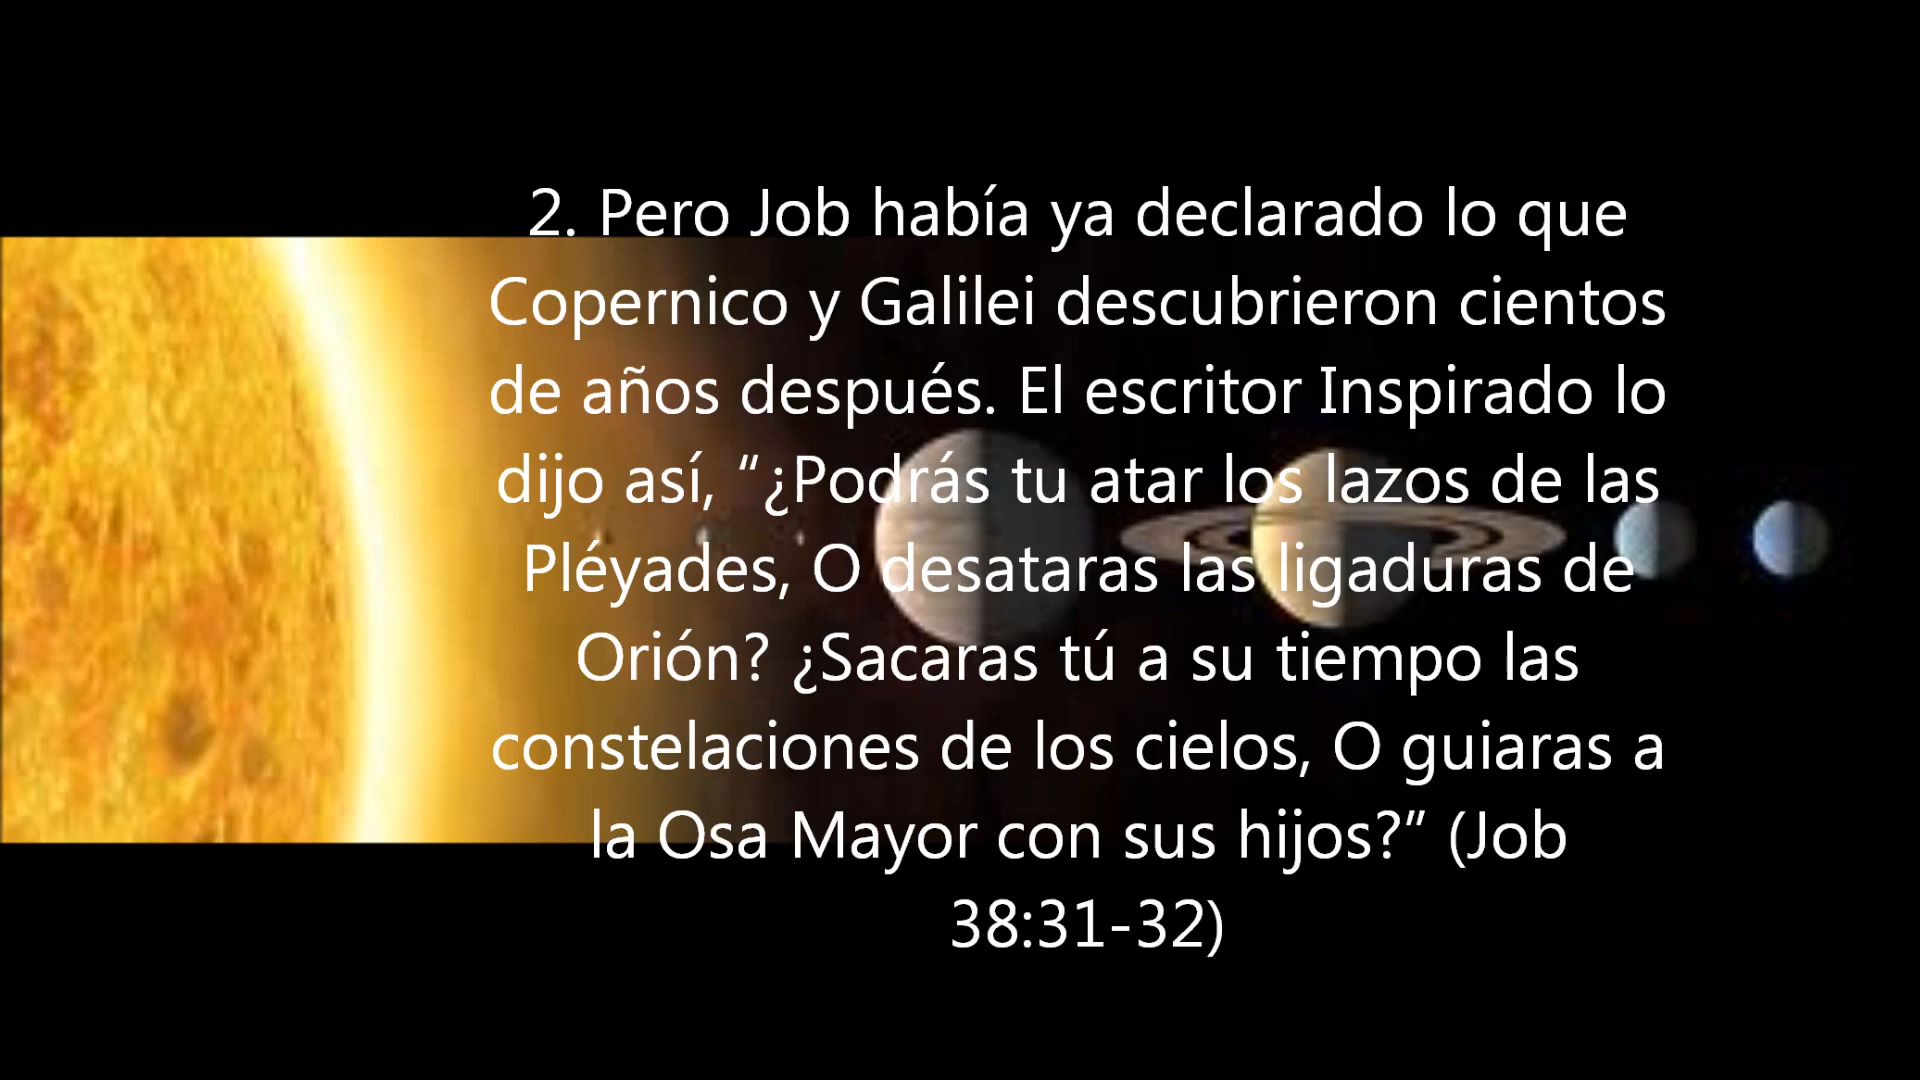 2. Pero Job había ya declarado lo que
Copernico y Galilei descubrieron cientos
de años después. El escritor Inspirado lo
dijo así, “¿Podrás tu atar los lazos de las
Pléyades, O desataras las ligaduras de
Orión? ¿Sacaras tú a su tiempo las
constelaciones de los cielos, O guiaras a
la Osa Mayor con sus hijos?” (Job
38:31-32)